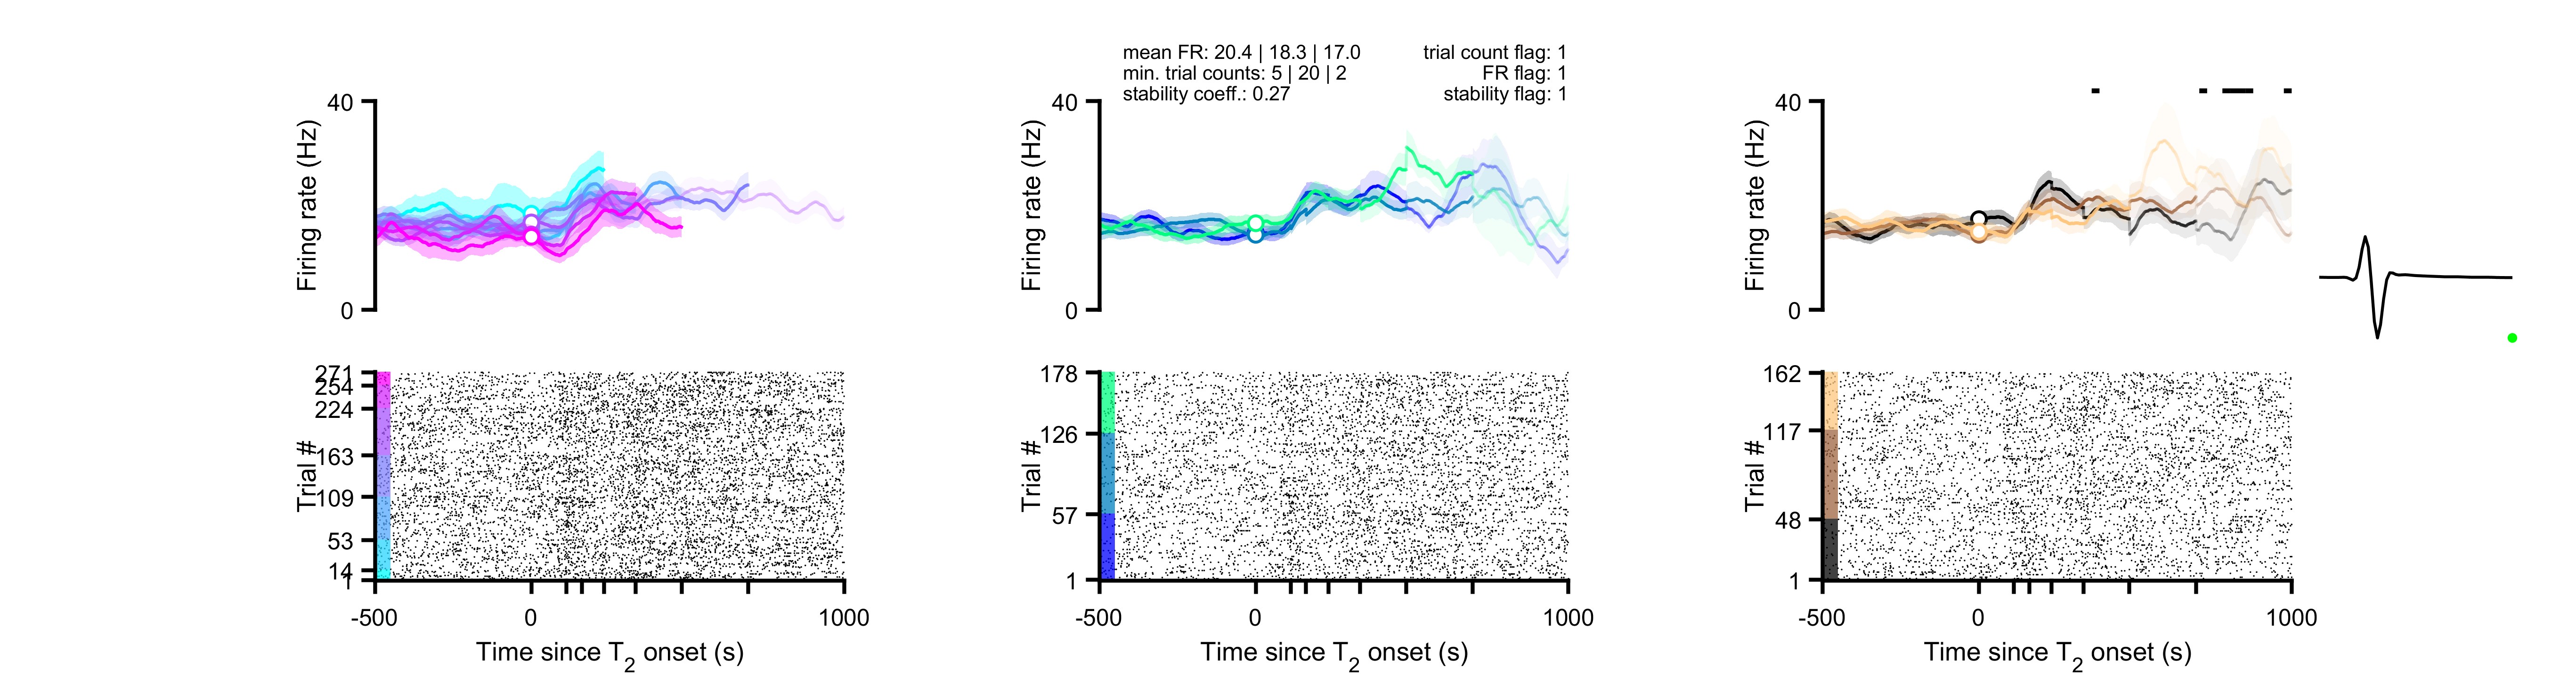 mean FR: 20.4 | 18.3 | 17.0
trial count flag: 1
min. trial counts: 5 | 20 | 2
FR flag: 1
stability coeff.: 0.27
stability flag: 1
40
Firing rate (Hz)
0
40
Firing rate (Hz)
0
40
Firing rate (Hz)
0
271
254
224
163
109
53
14
1
Trial #
-500
0
1000
Time since T2 onset (s)
178
126
57
1
Trial #
-500
0
1000
Time since T2 onset (s)
162
117
48
1
Trial #
-500
0
1000
Time since T2 onset (s)